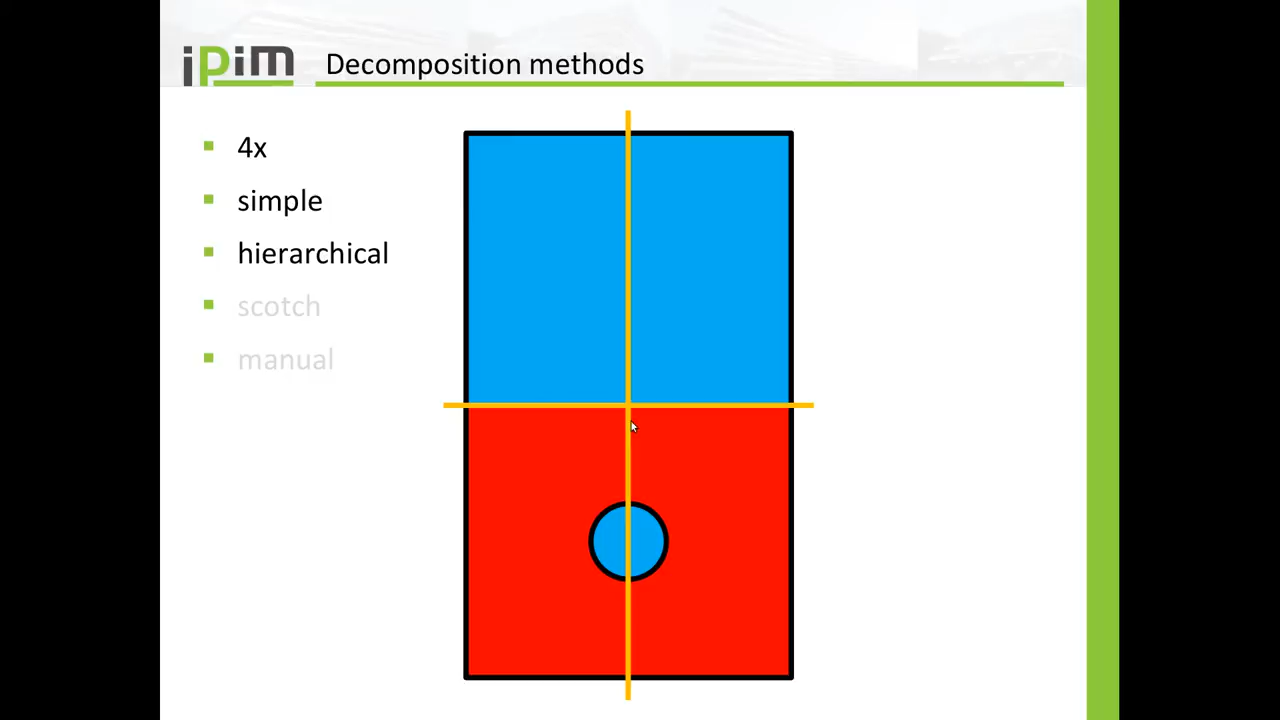 iPim
Decomposition methods
4x
simple
hierarchical
scotch
manual